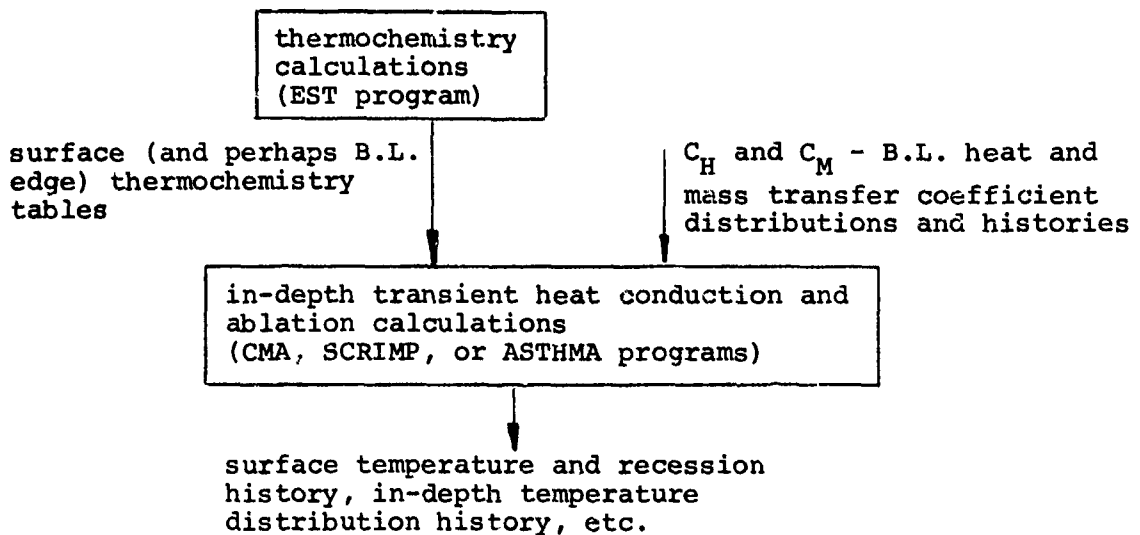 thermochemistry
calculations
(EST program)
surface (and perhaps B.L.
edge) thermochemistry
tables
C_H and C_M - B.L. heat and
mass transfer coefficient
distributions and histories
in-depth transient heat conduction and
ablation calculations
(CMA, SCRIMP, or ASTHMA programs)
surface temperature and recession
history, in-depth temperature
distribution history, etc.